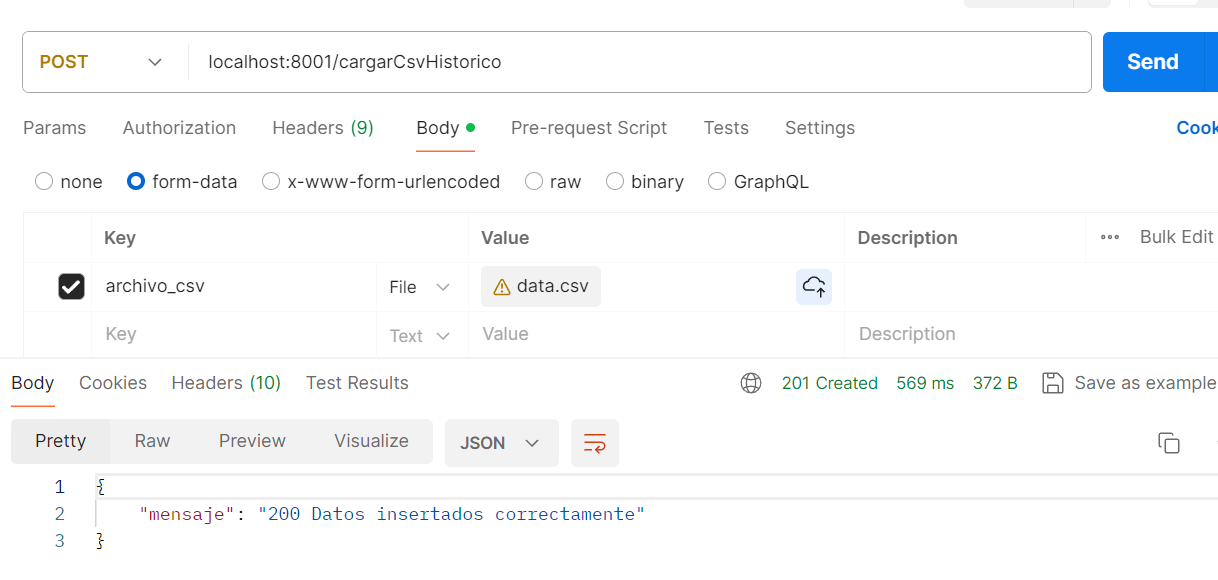 POST localhost:8001/cargarCsvHistorico Send
Params Authorization Headers (9) Body Pre-request Script Tests Settings Cook
none form-data x-www-form-urlencoded raw binary GraphQL
Key Value Description Bulk Edit
archivo_csv File data.csv
Key Text Value Description
Body Cookies Headers (10) Test Results 201 Created 569 ms 372 B Save as example
Pretty Raw Preview Visualize JSON
1 {
2 "mensaje": "200 Datos insertados correctamente"
3 }